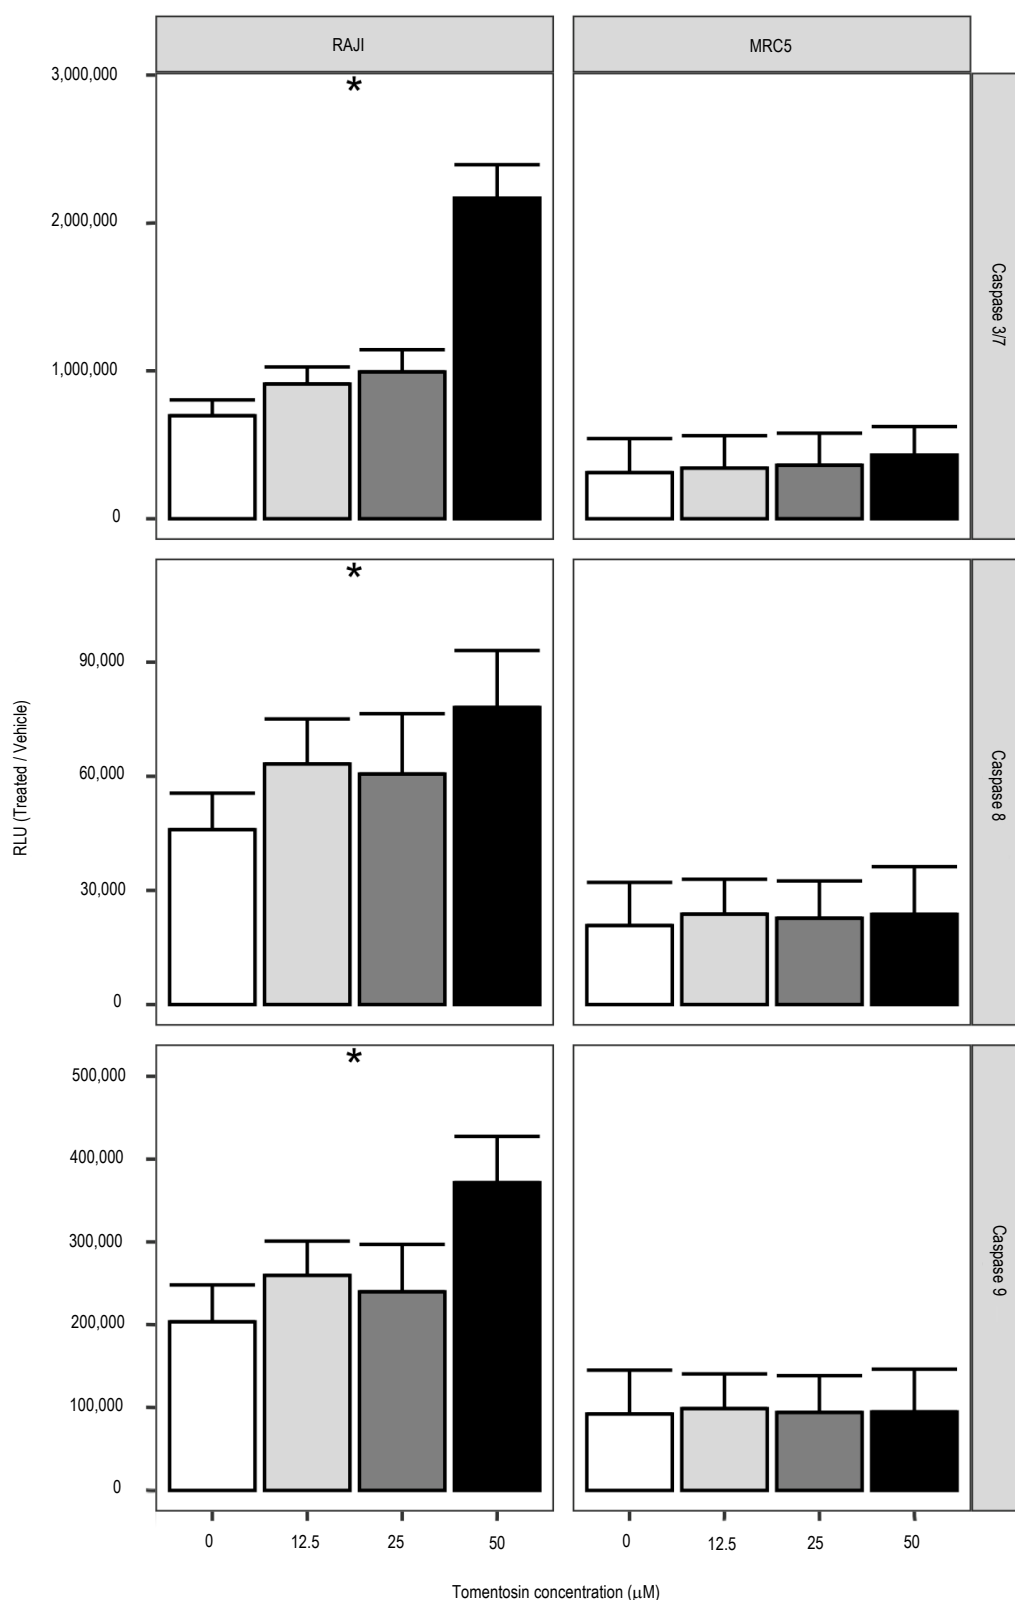 RAJI
MRC5
*
3,000,000
2,000,000
1,000,000
0
Caspase 3/7
*
90,000
60,000
30,000
0
Caspase 8
RLU (Treated / Vehicle)
*
500,000
400,000
300,000
200,000
100,000
0
Caspase 9
0 12.5 25 50
0 12.5 25 50
Tomentosin concentration (µM)